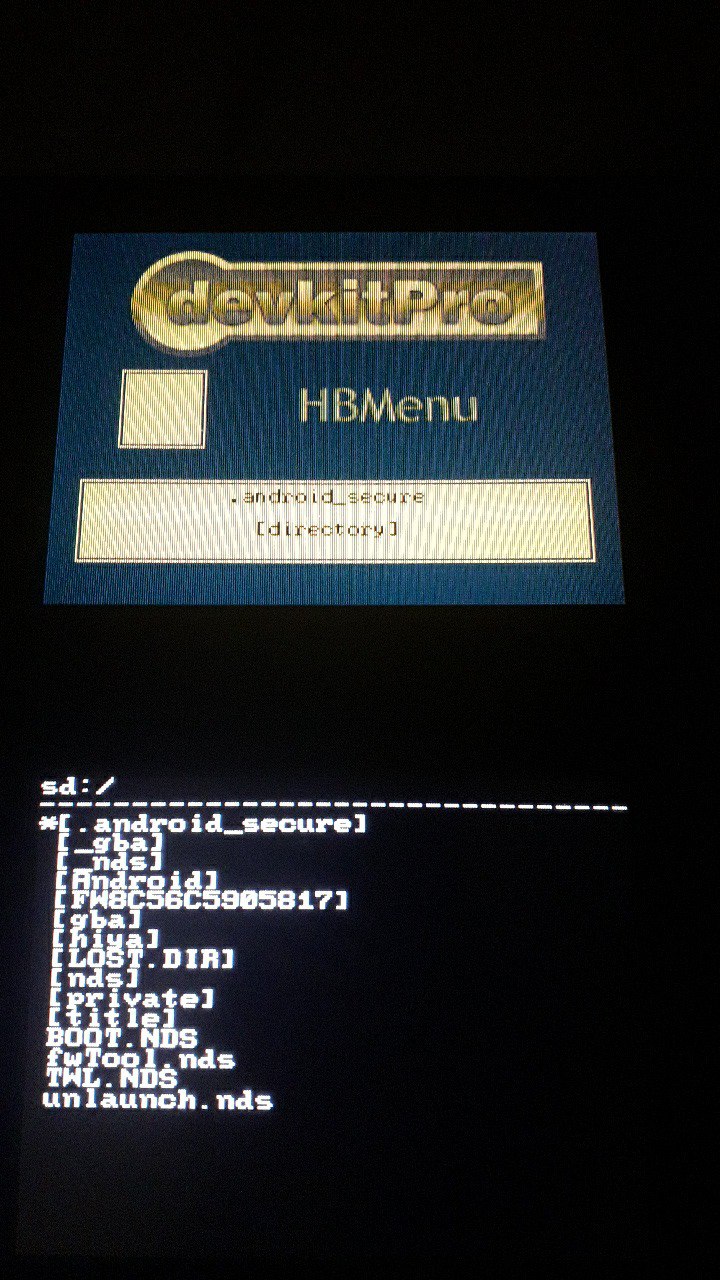 devkitPro
HBMenu
.android_secure
[directory]
sd:/
--------------------------------
*[.android_secure]
[_gba]
[_nds]
[Android]
[FW8C56C5905817]
[gba]
[hiya]
[LOST.DIR]
[nds]
[private]
[title]
BOOT.NDS
fwTool.nds
TWL.NDS
unlaunch.nds